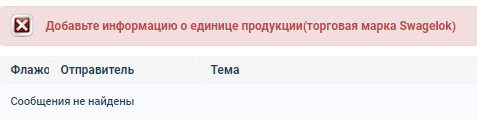 Добавьте информацию о единице продукции(торговая марка Swagelok)
Флажо Отправитель Тема
Сообщения не найдены